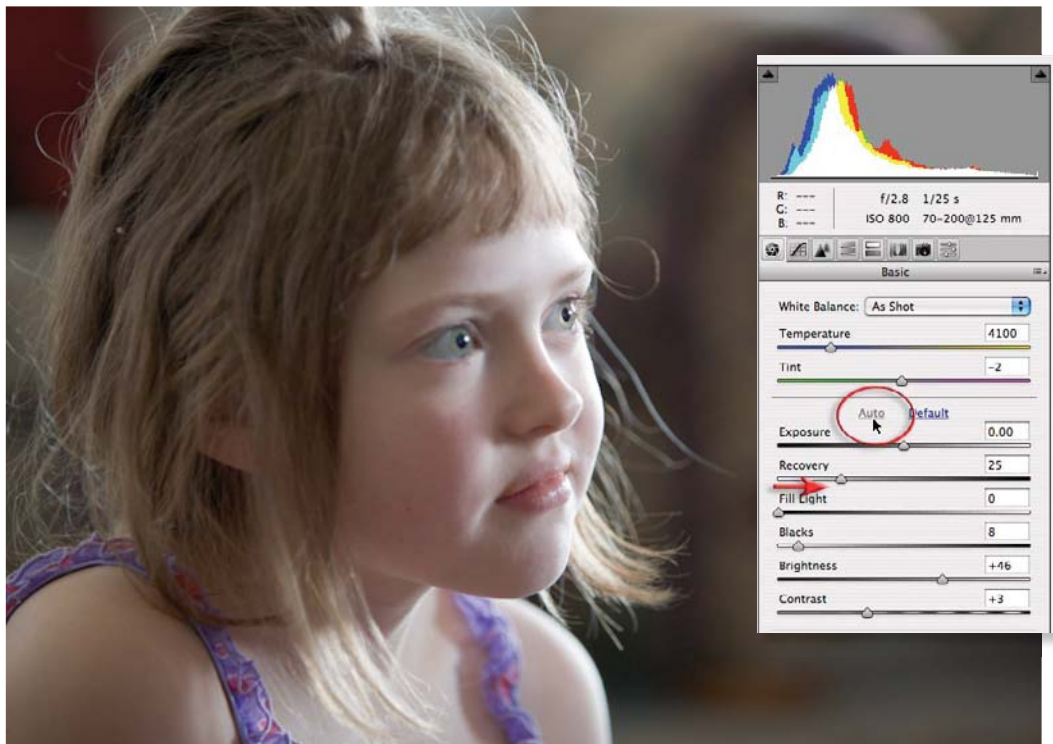 R: ---
G: ---
B: ---
f/2.8 1/25 s
ISO 800 70-200@125 mm
Basic
White Balance: As Shot
Temperature 4100
Tint -2
Auto Default
Exposure 0.00
Recovery 25
Fill Light 0
Blacks 8
Brightness +46
Contrast +3